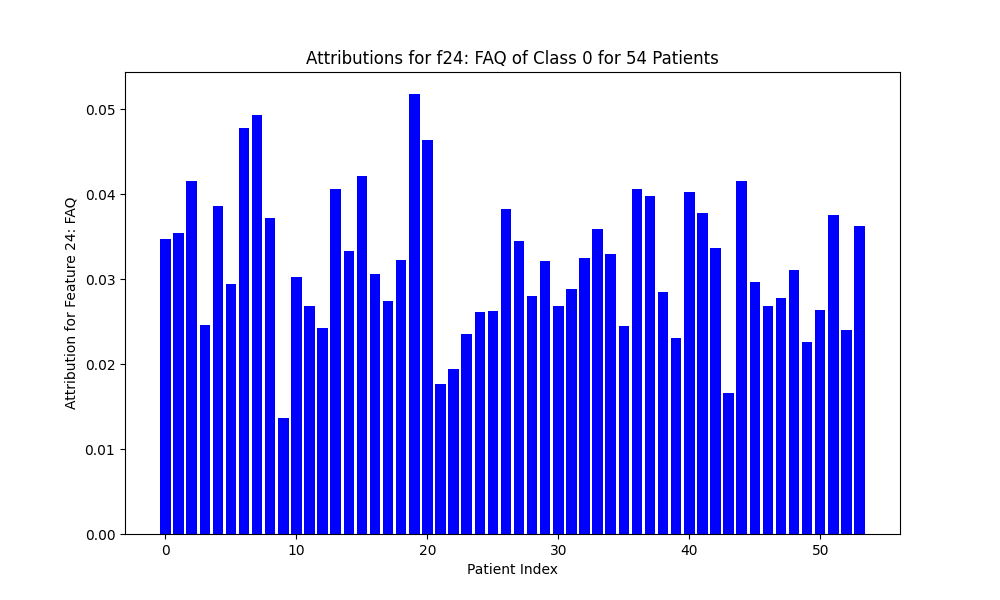 Attributions for f24: FAQ of Class 0 for 54 Patients
Attribution for Feature 24: FAQ
0.05
0.04
0.03
0.02
0.01
0.00
0 10 20 30 40 50
Patient Index